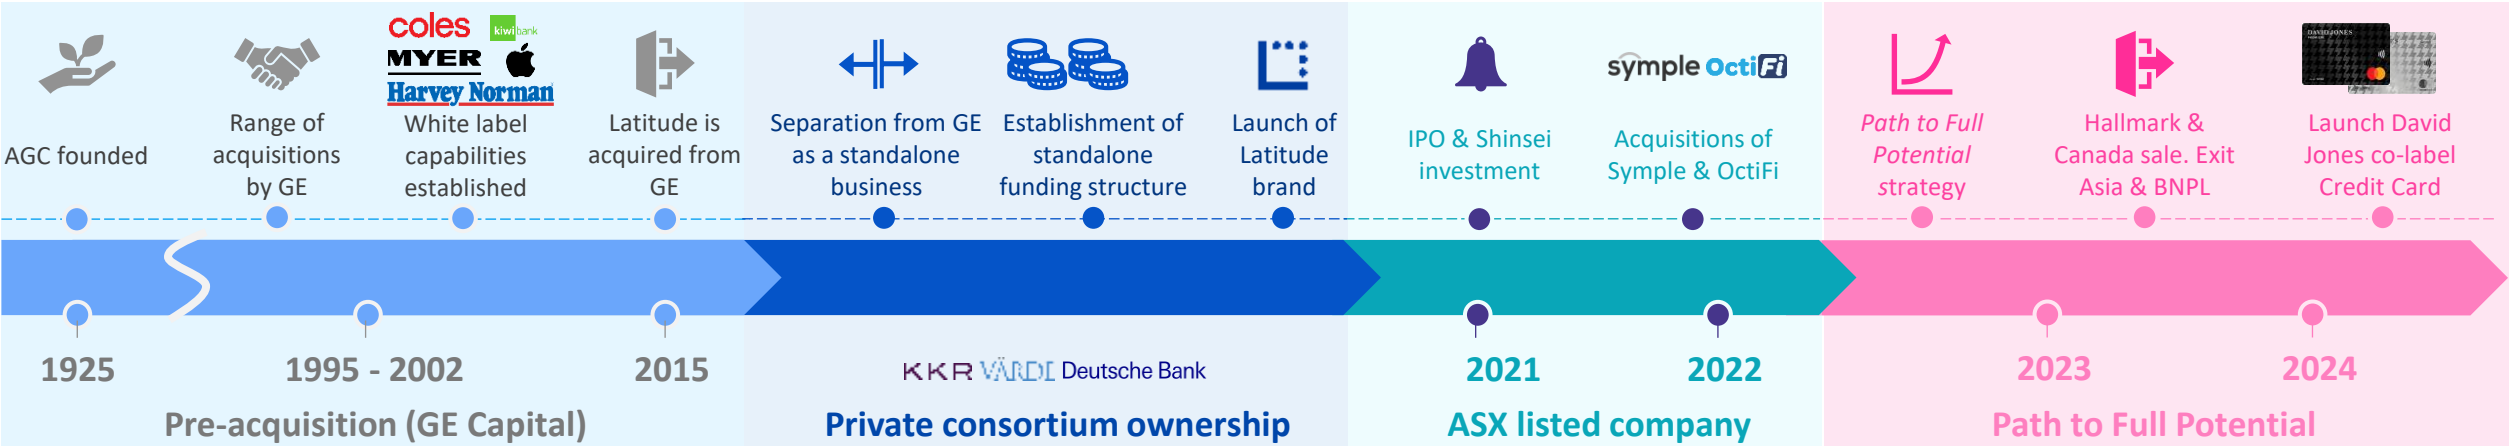 coles
kiwibank
MYER
Harvey Norman
AGC founded
Range of
acquisitions
by GE
White label
capabilities
established
Latitude is
acquired from
GE
Separation from GE
as a standalone
business
Establishment of
standalone
funding structure
Launch of
Latitude
brand
IPO & Shinsei
investment
symple OctiFi
Acquisitions of
Symple & OctiFi
Path to Full
Potential
strategy
Hallmark &
Canada sale. Exit
Asia & BNPL
DAVID JONES
Launch David
Jones co-label
Credit Card
1925
1995 - 2002
2015
KKR VÄRDE Deutsche Bank
2021
2022
2023
2024
Pre-acquisition (GE Capital)
Private consortium ownership
ASX listed company
Path to Full Potential